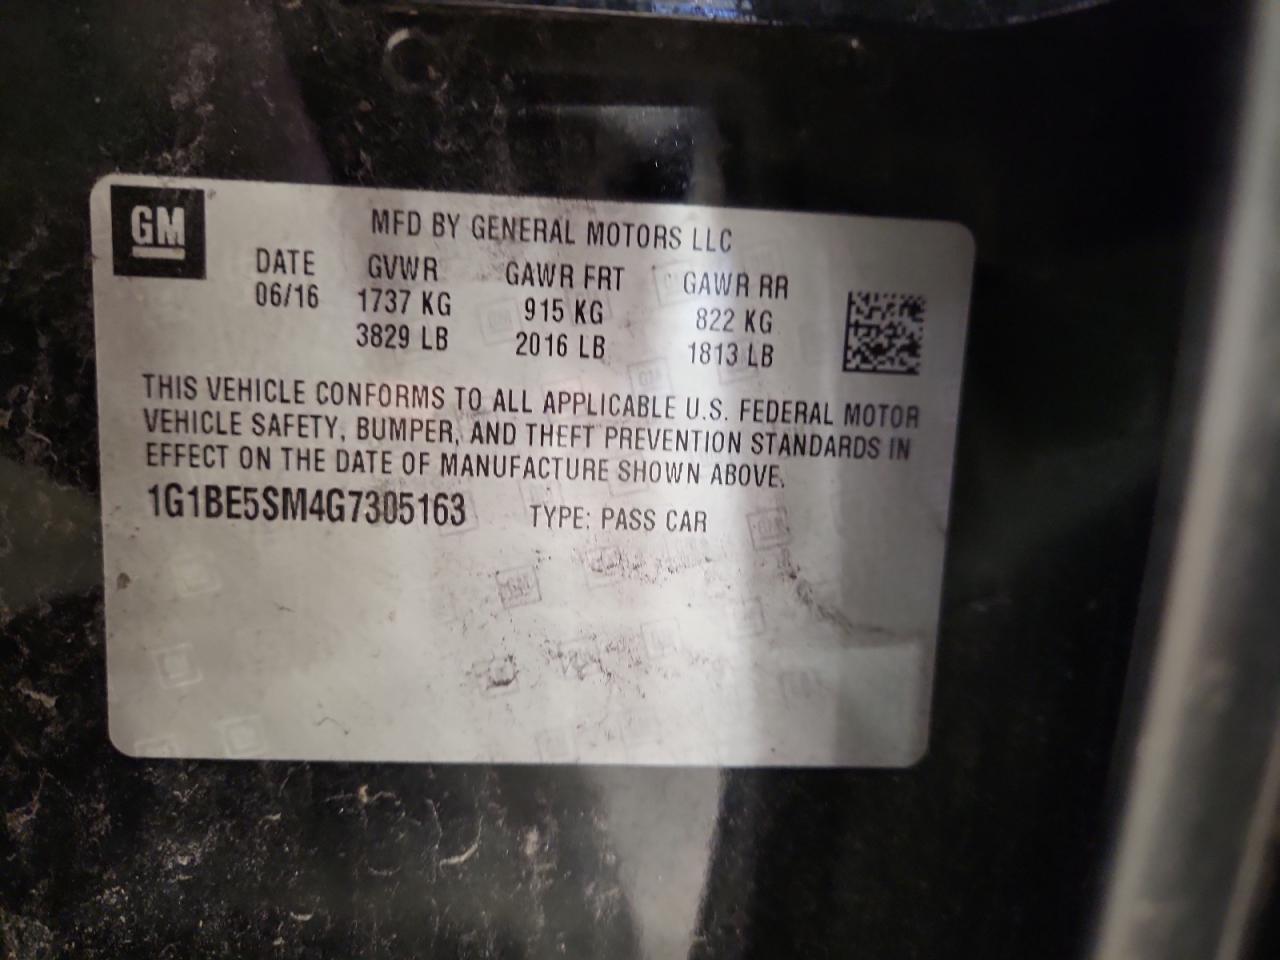 GM
MFD BY GENERAL MOTORS LLC
DATE GVWR GAWR FRT GAWR RR
06/16 1737 KG 915 KG 822 KG
3829 LB 2016 LB 1813 LB
THIS VEHICLE CONFORMS TO ALL APPLICABLE U.S. FEDERAL MOTOR
VEHICLE SAFETY, BUMPER, AND THEFT PREVENTION STANDARDS IN
EFFECT ON THE DATE OF MANUFACTURE SHOWN ABOVE.
1G1BE5SM4G7305163 TYPE: PASS CAR